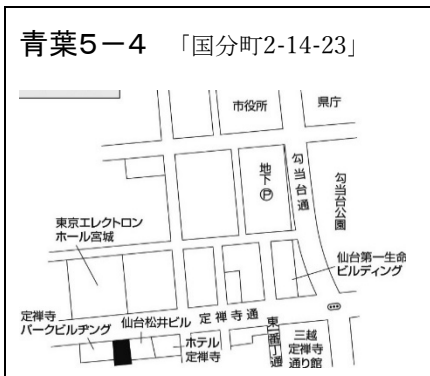 青葉5－4 「国分町2-14-23」
市役所
県庁
地下Ⓟ
勾当台通
勾当台公園
東京エレクトロン
ホール宮城
仙台第一生命
ビルディング
定禅寺
パークビルヂング
仙台松井ビル
定禅寺通
ホテル
定禅寺
東一番丁通
三越
定禅寺
通り館